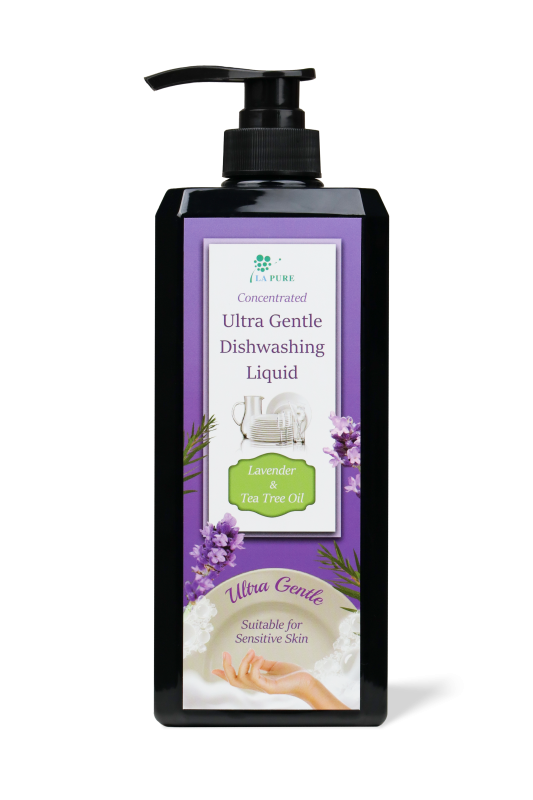 LA PURE
Concentrated
Ultra Gentle
Dishwashing
Liquid
Lavender
&
Tea Tree Oil
Ultra Gentle
Suitable for
Sensitive Skin